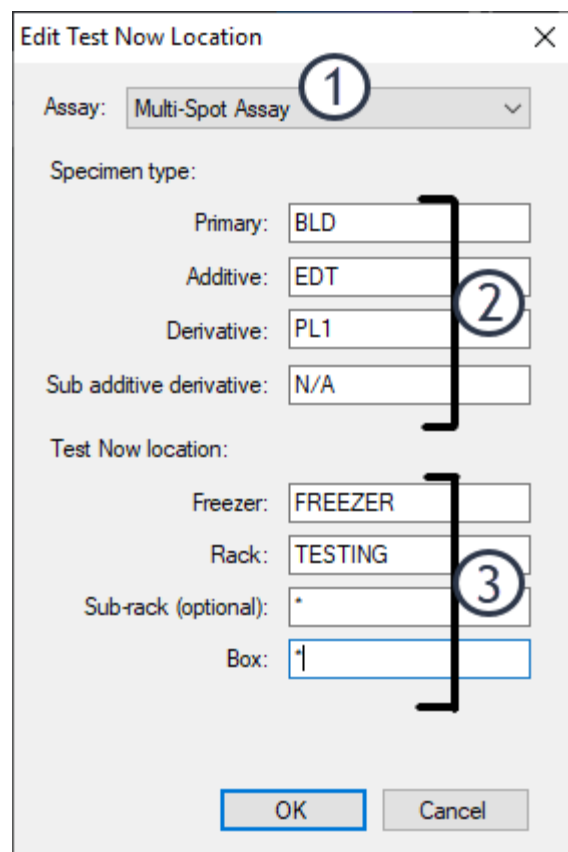 Edit Test Now Location
1
Assay: Multi-Spot Assay
Specimen type:
Primary: BLD
Additive: EDT
Derivative: PL1
Sub additive derivative: N/A
2
Test Now location:
Freezer: FREEZER
Rack: TESTING
Sub-rack (optional): *
Box: *
3
OK Cancel